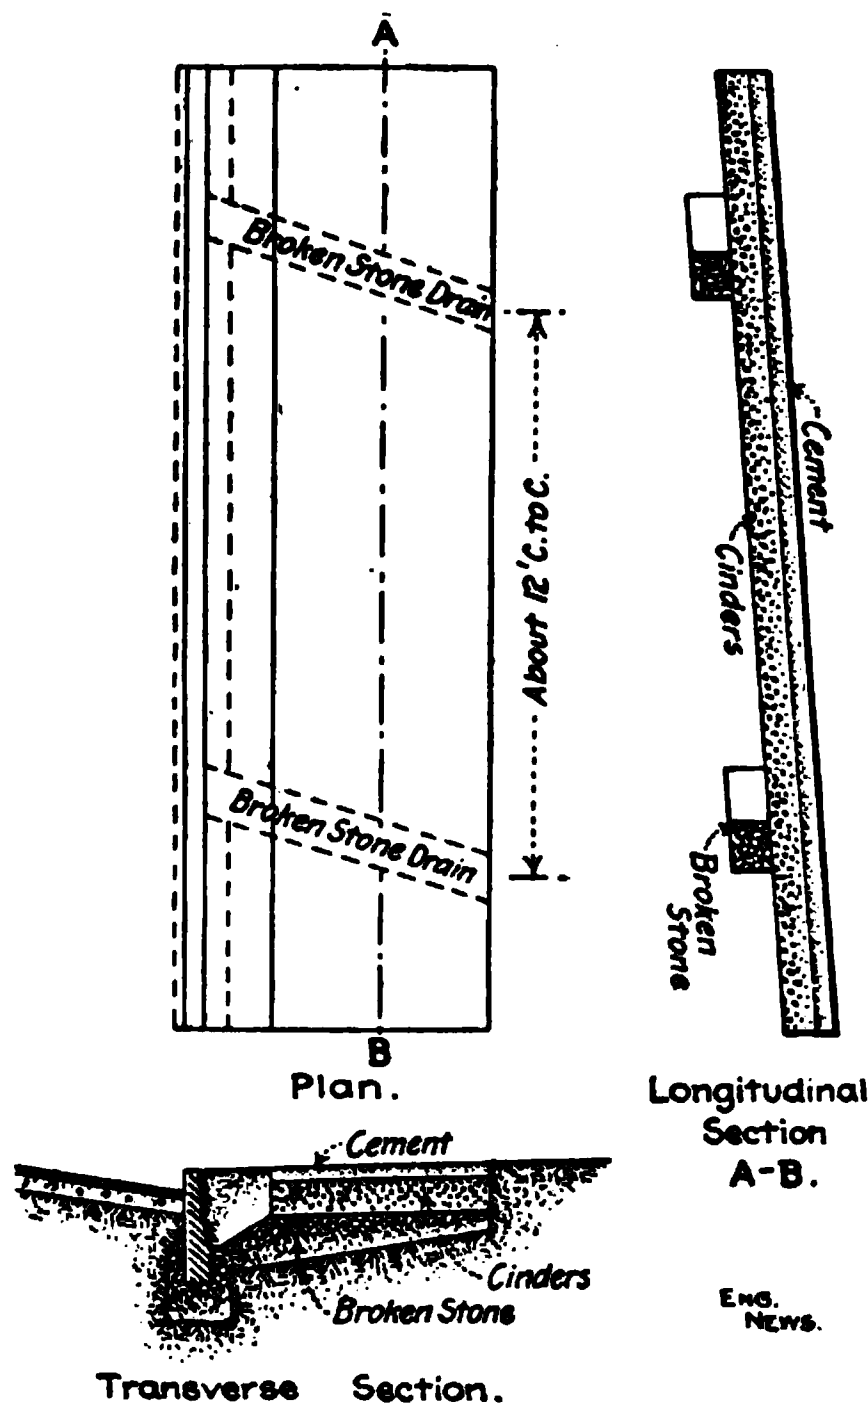 A
Broken Stone Drain
About 12' C. to C.
Broken Stone Drain
B
Plan.
Cement
Cinders
Broken
Stone
Longitudinal
Section
A-B.
Cement
Cinders
Broken Stone
Transverse Section.
ENG.
NEWS.